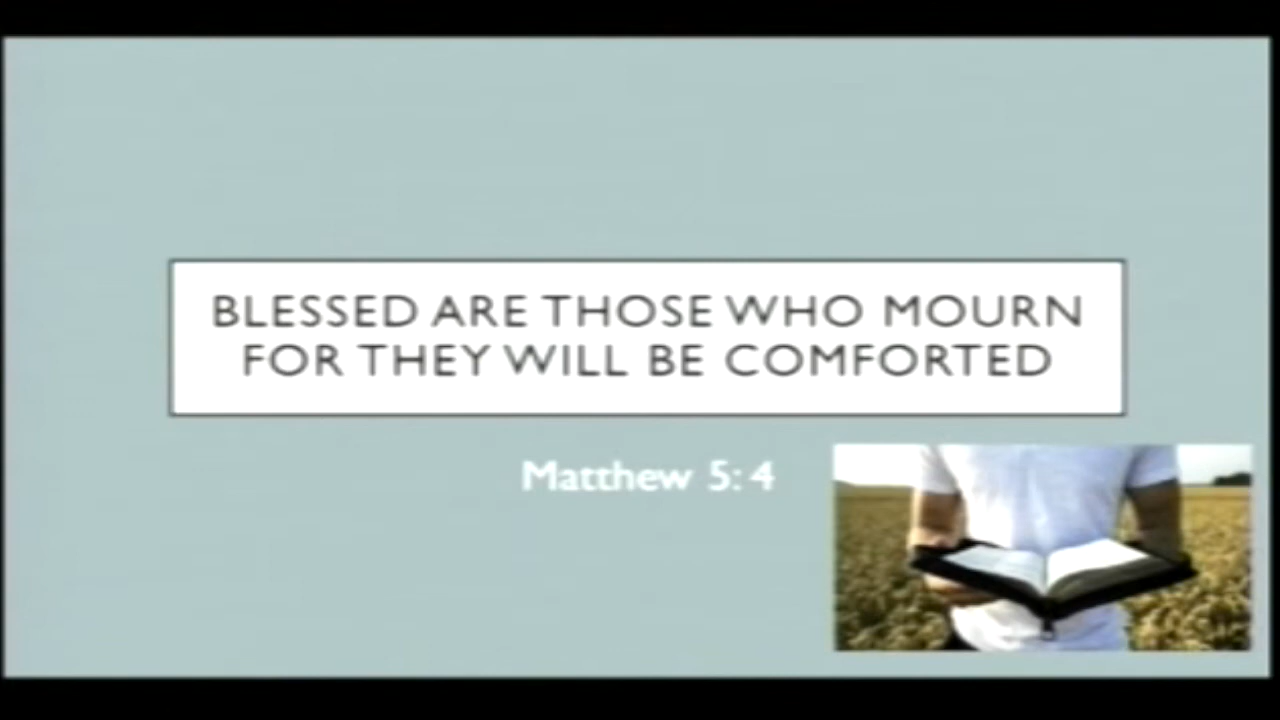 BLESSED ARE THOSE WHO MOURN
FOR THEY WILL BE COMFORTED
Matthew 5:4